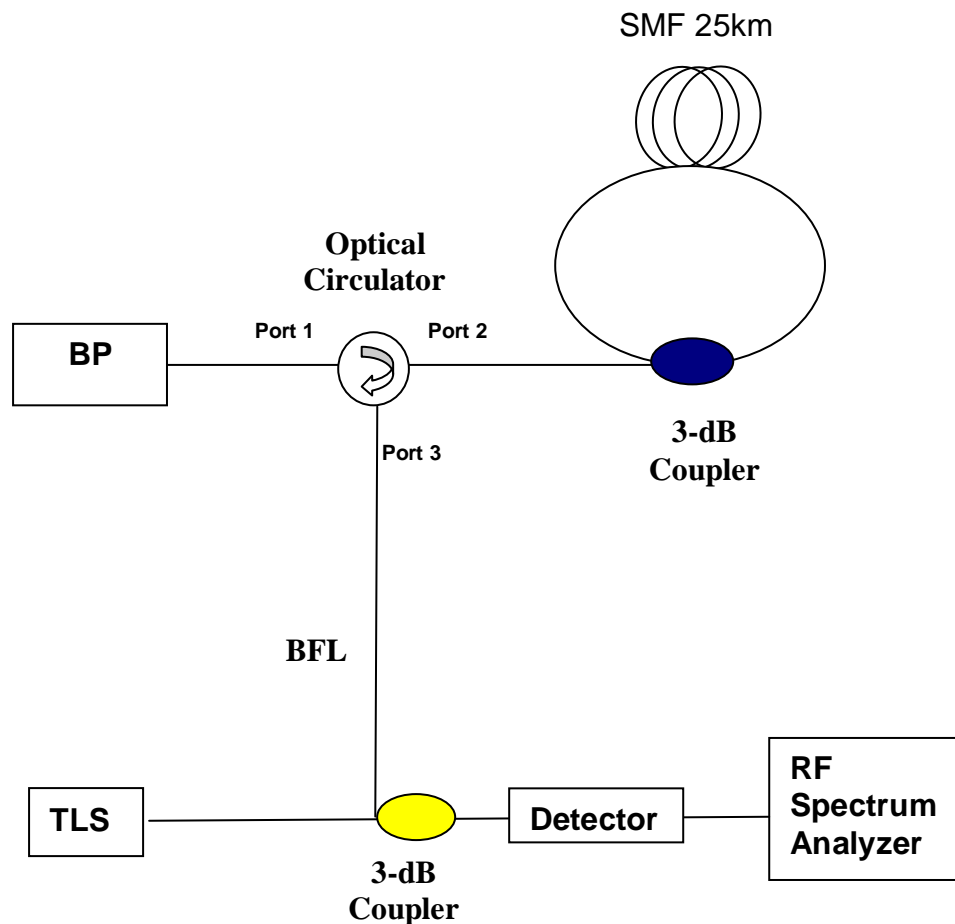 SMF 25km
Optical
Circulator
Port 1
Port 2
BP
3-dB
Coupler
Port 3
BFL
TLS
Detector
RF
Spectrum
Analyzer
3-dB
Coupler